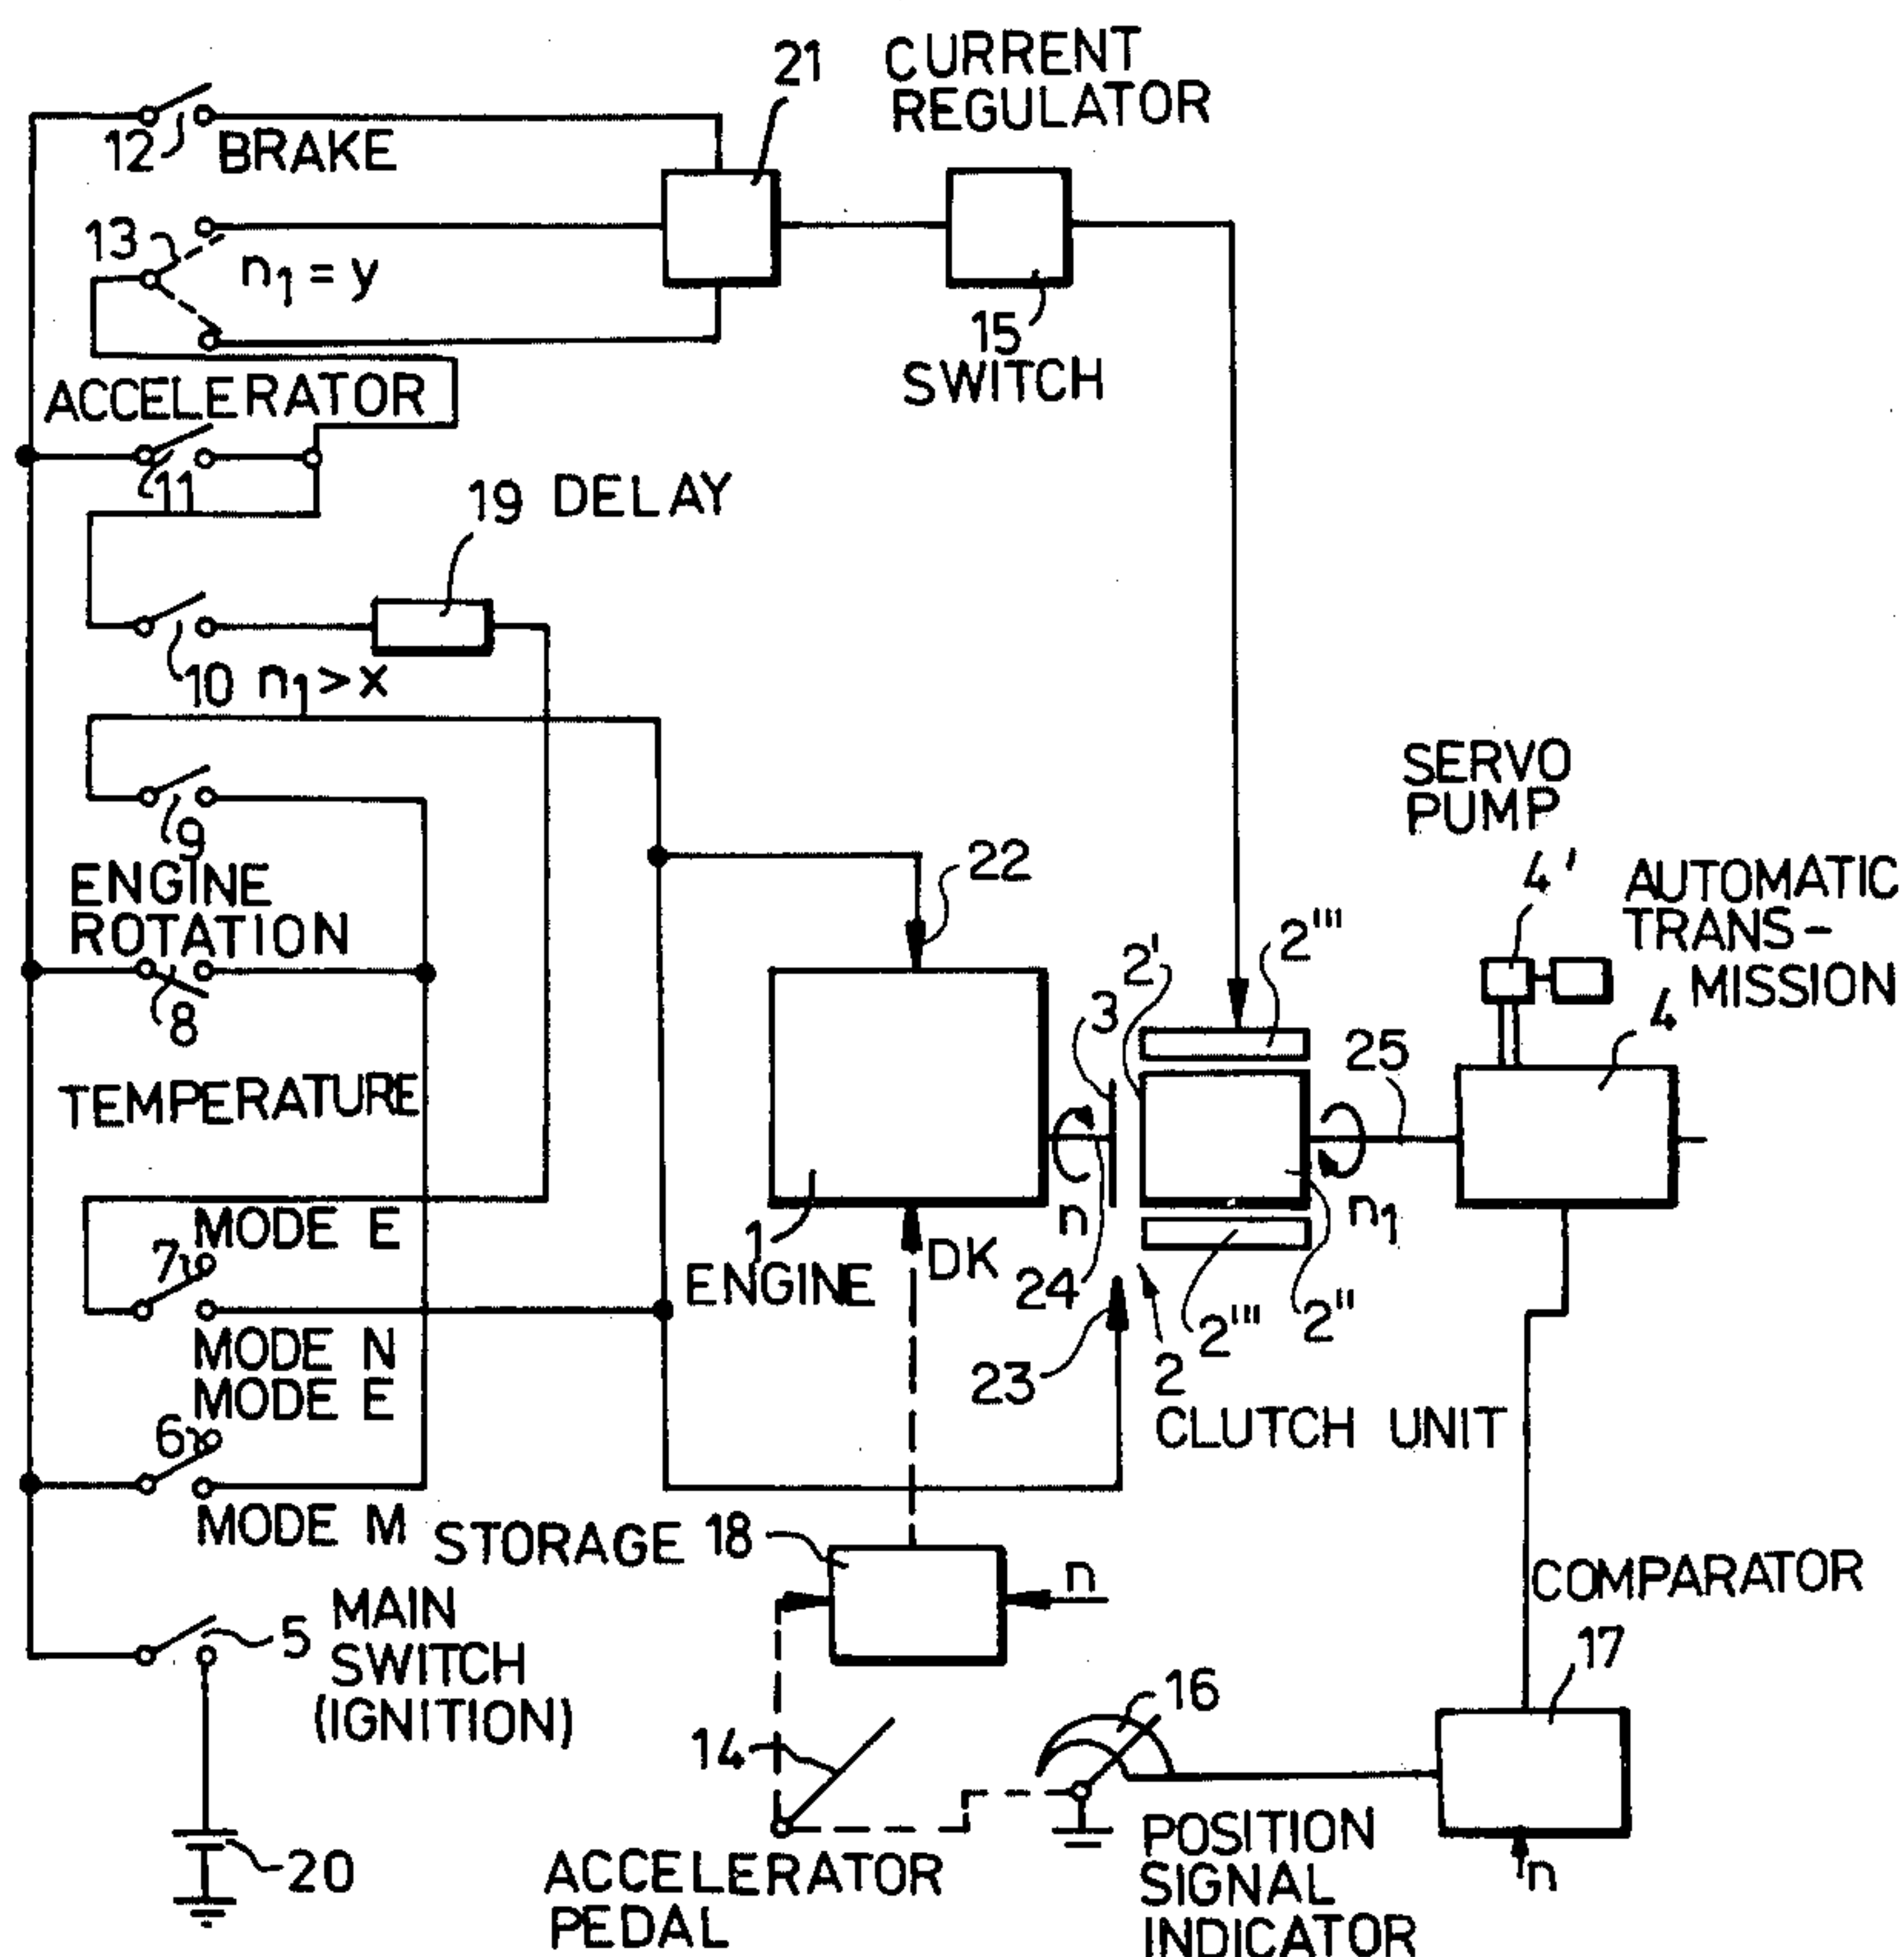 21 CURRENT
REGULATOR
12 BRAKE
13
n1 = y
15
SWITCH
ACCELERATOR
11
19 DELAY
10 n1 > x
9
ENGINE
ROTATION
8
TEMPERATURE
22
SERVO
PUMP
4'
AUTOMATIC
TRANS-
MISSION
4
2'''
2'
3
25
n
n1
MODE E
7
1
ENGINE
DK
24
2'''
2''
23
2
CLUTCH UNIT
MODE N
MODE E
6
MODE M
STORAGE 18
n
COMPARATOR
17
5 MAIN
SWITCH
(IGNITION)
16
14
20
ACCELERATOR
PEDAL
POSITION
SIGNAL
INDICATOR
n